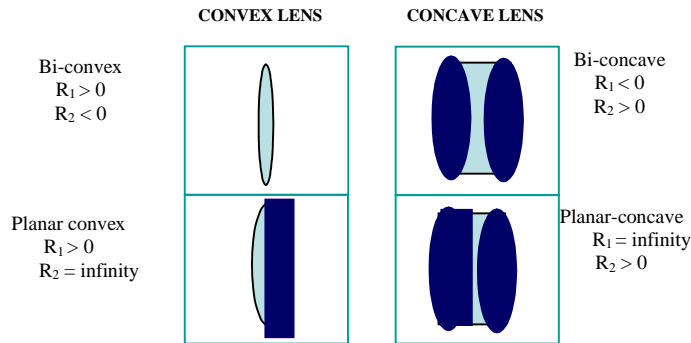 CONVEX LENS
CONCAVE LENS
Bi-convex
R₁ > 0
R₂ < 0
Bi-concave
R₁ < 0
R₂ > 0
Planar convex
R₁ > 0
R₂ = infinity
Planar-concave
R₁ = infinity
R₂ > 0